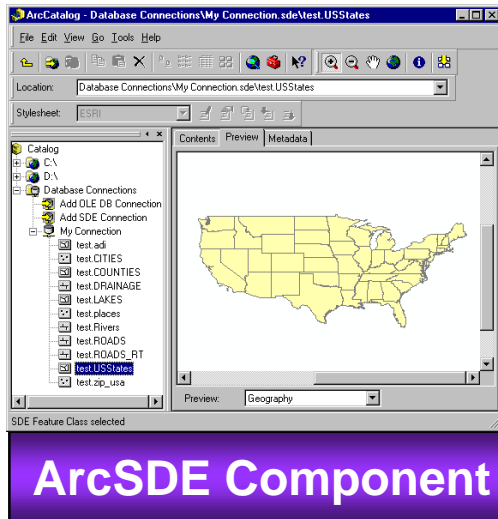 ArcCatalog - Database Connections\My Connection.sde\test.USStates
File Edit View Go Tools Help
Location: Database Connections\My Connection.sde\test.USStates
Stylesheet: ESRI
Contents Preview Metadata
Catalog
C:\
D:\
Database Connections
Add OLE DB Connection
Add SDE Connection
My Connection
test.adi
test.CITIES
test.COUNTIES
test.DRAINAGE
test.LAKES
test.places
test.Rivers
test.ROADS
test.ROADS_RT
test.USStates
test.zip_usa
Preview: Geography
SDE Feature Class selected
ArcSDE Component